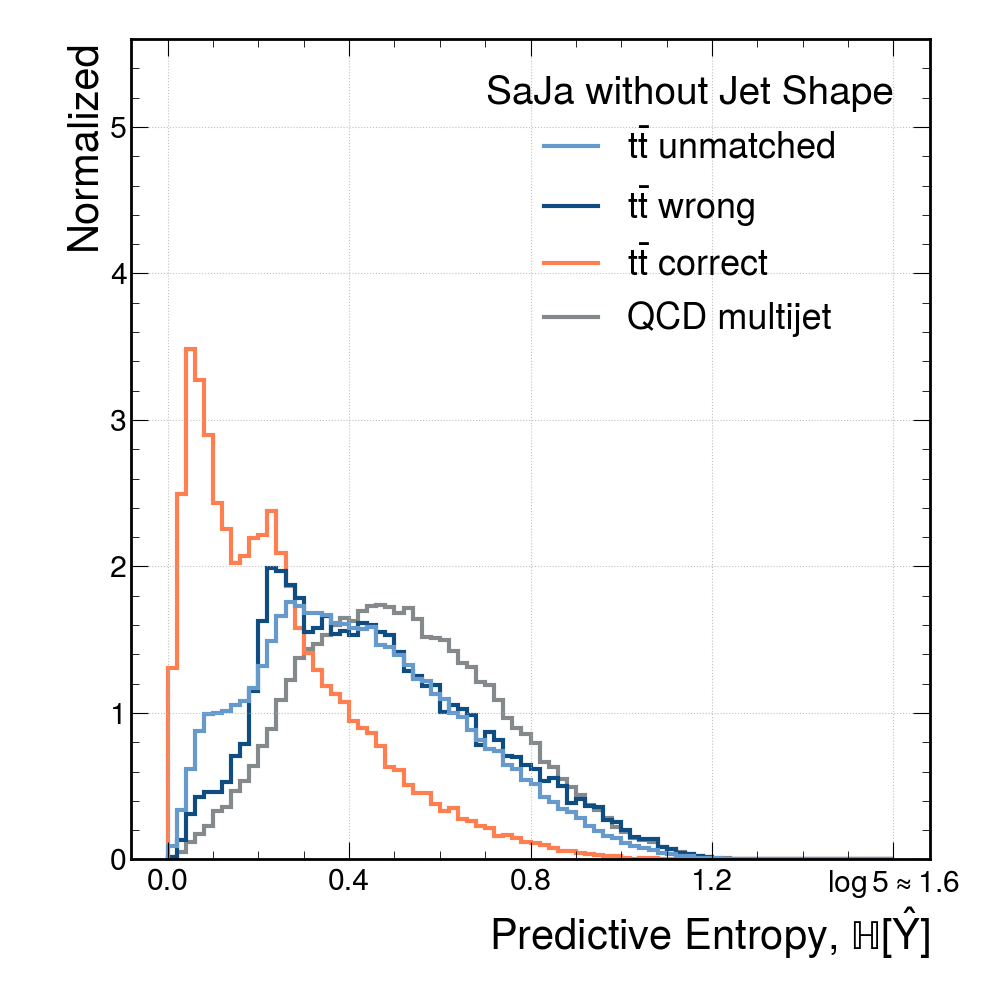 Normalized
SaJa without Jet Shape
tt̄ unmatched
tt̄ wrong
tt̄ correct
QCD multijet
5
4
3
2
1
0
0.0 0.4 0.8 1.2 log 5 ≈ 1.6
Predictive Entropy, ℍ[Ŷ]